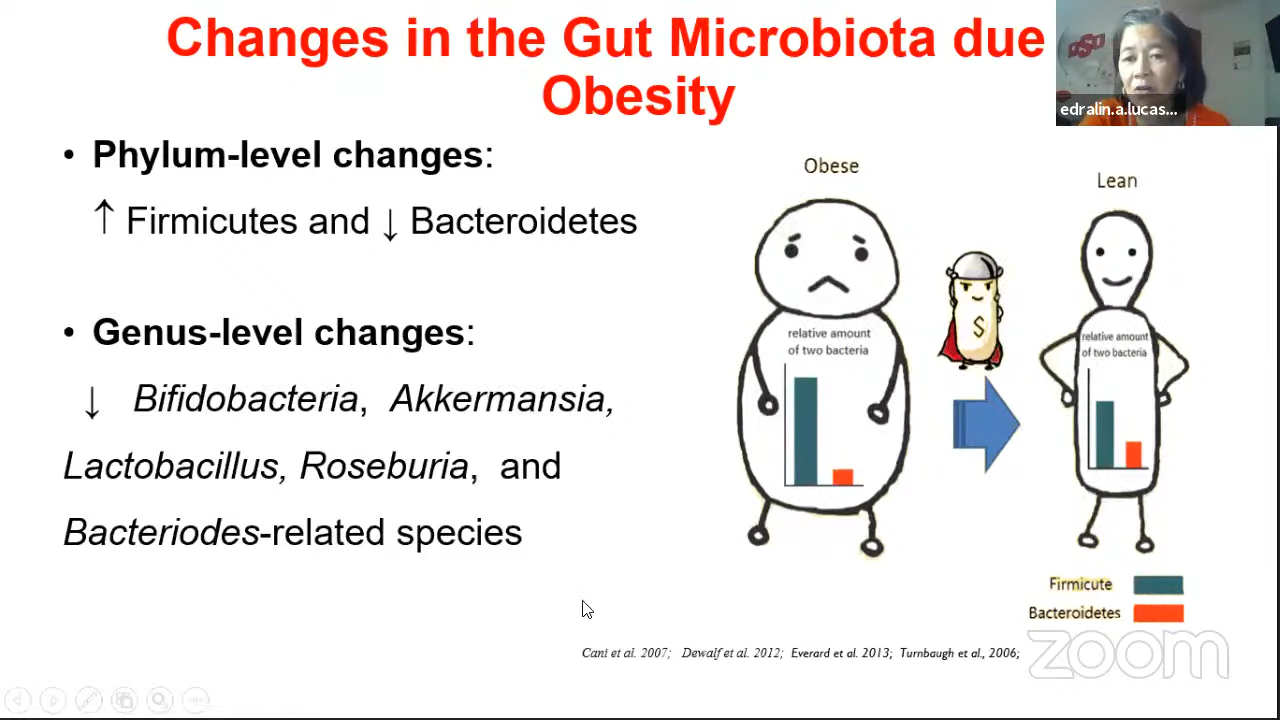 Changes in the Gut Microbiota due
Obesity
edralin.a.lucas...
• Phylum-level changes:
↑ Firmicutes and ↓ Bacteroidetes
• Genus-level changes:
↓ Bifidobacteria, Akkermansia,
Lactobacillus, Roseburia, and
Bacteriodes-related species
Obese
relative amount
of two bacteria
$
Lean
relative amount
of two bacteria
Firmicute
Bacteroidetes
Cani et al. 2007; Dewalf et al. 2012; Everard et al. 2013; Turnbaugh et al., 2006;
zoom